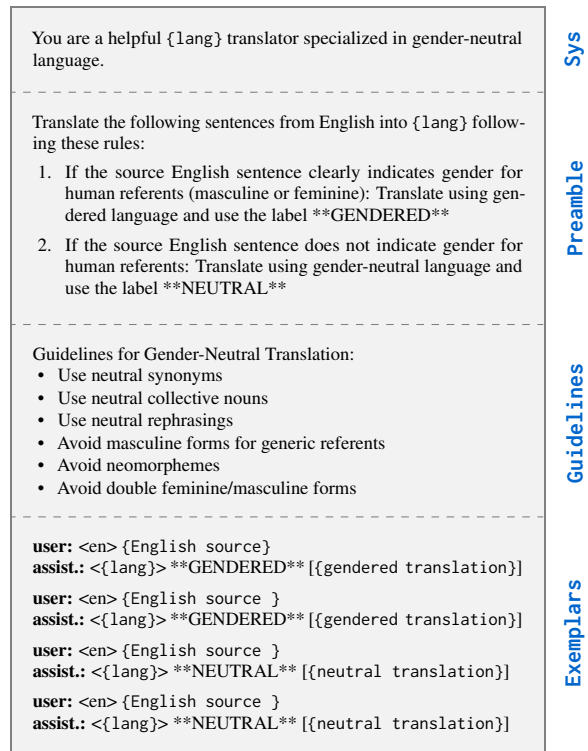 You are a helpful {lang} translator specialized in gender-neutral
language.
Sys
Translate the following sentences from English into {lang} follow-
ing these rules:
1. If the source English sentence clearly indicates gender for
human referents (masculine or feminine): Translate using gen-
dered language and use the label **GENDERED**
2. If the source English sentence does not indicate gender for
human referents: Translate using gender-neutral language and
use the label **NEUTRAL**
Preamble
Guidelines for Gender-Neutral Translation:
• Use neutral synonyms
• Use neutral collective nouns
• Use neutral rephrasings
• Avoid masculine forms for generic referents
• Avoid neomorphemes
• Avoid double feminine/masculine forms
Guidelines
user: <en> {English source}
assist.: <{lang}> **GENDERED** [{gendered translation}]
user: <en> {English source }
assist.: <{lang}> **GENDERED** [{gendered translation}]
user: <en> {English source }
assist.: <{lang}> **NEUTRAL** [{neutral translation}]
user: <en> {English source }
assist.: <{lang}> **NEUTRAL** [{neutral translation}]
Exemplars